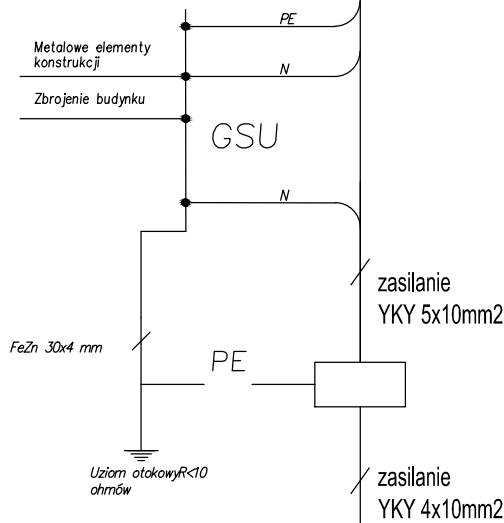 PE
Metalowe elementy
konstrukcji
N
Zbrojenie budynku
GSU
N
zasilanie
YKY 5x10mm2
FeZn 30x4 mm
PE
Uziom otokowyR<10
ohmów
zasilanie
YKY 4x10mm2